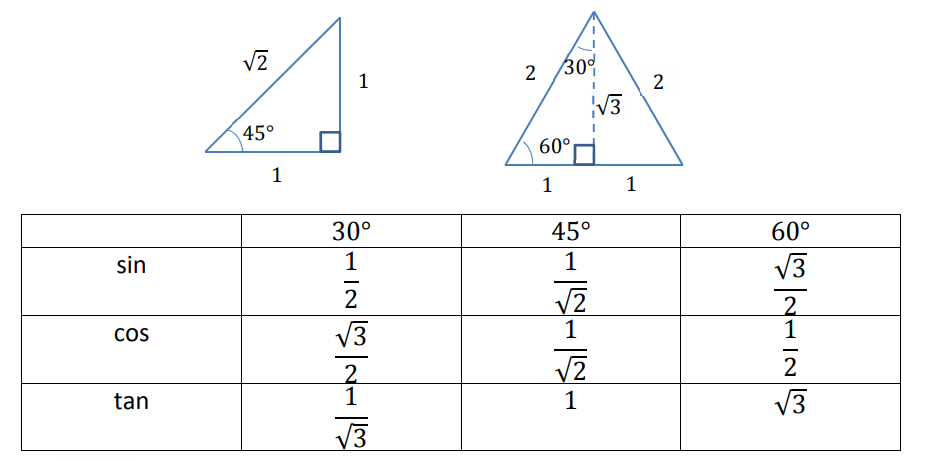 √2
1
45°
1
2
30°
2
√3
60°
1 1
30° 45° 60°
sin 1/2 1/√2 √3/2
cos √3/2 1/√2 1/2
tan 1/√3 1 √3